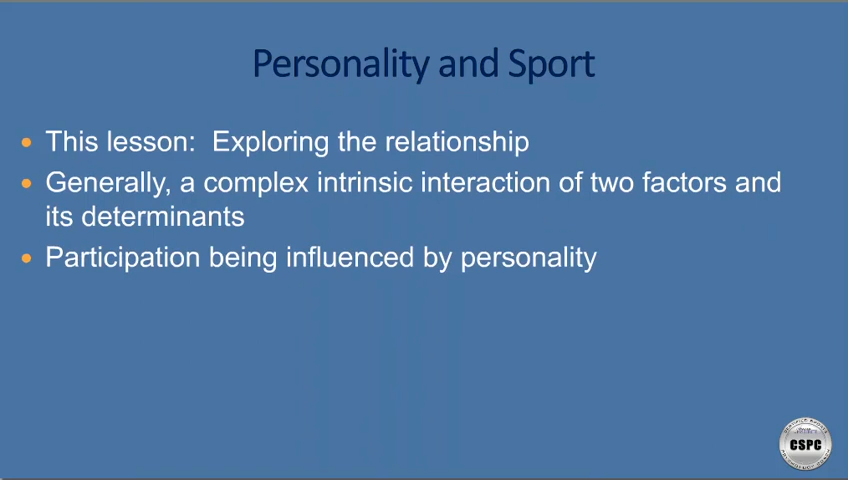 Personality and Sport
• This lesson:  Exploring the relationship
• Generally, a complex intrinsic interaction of two factors and
its determinants
• Participation being influenced by personality
CSPC